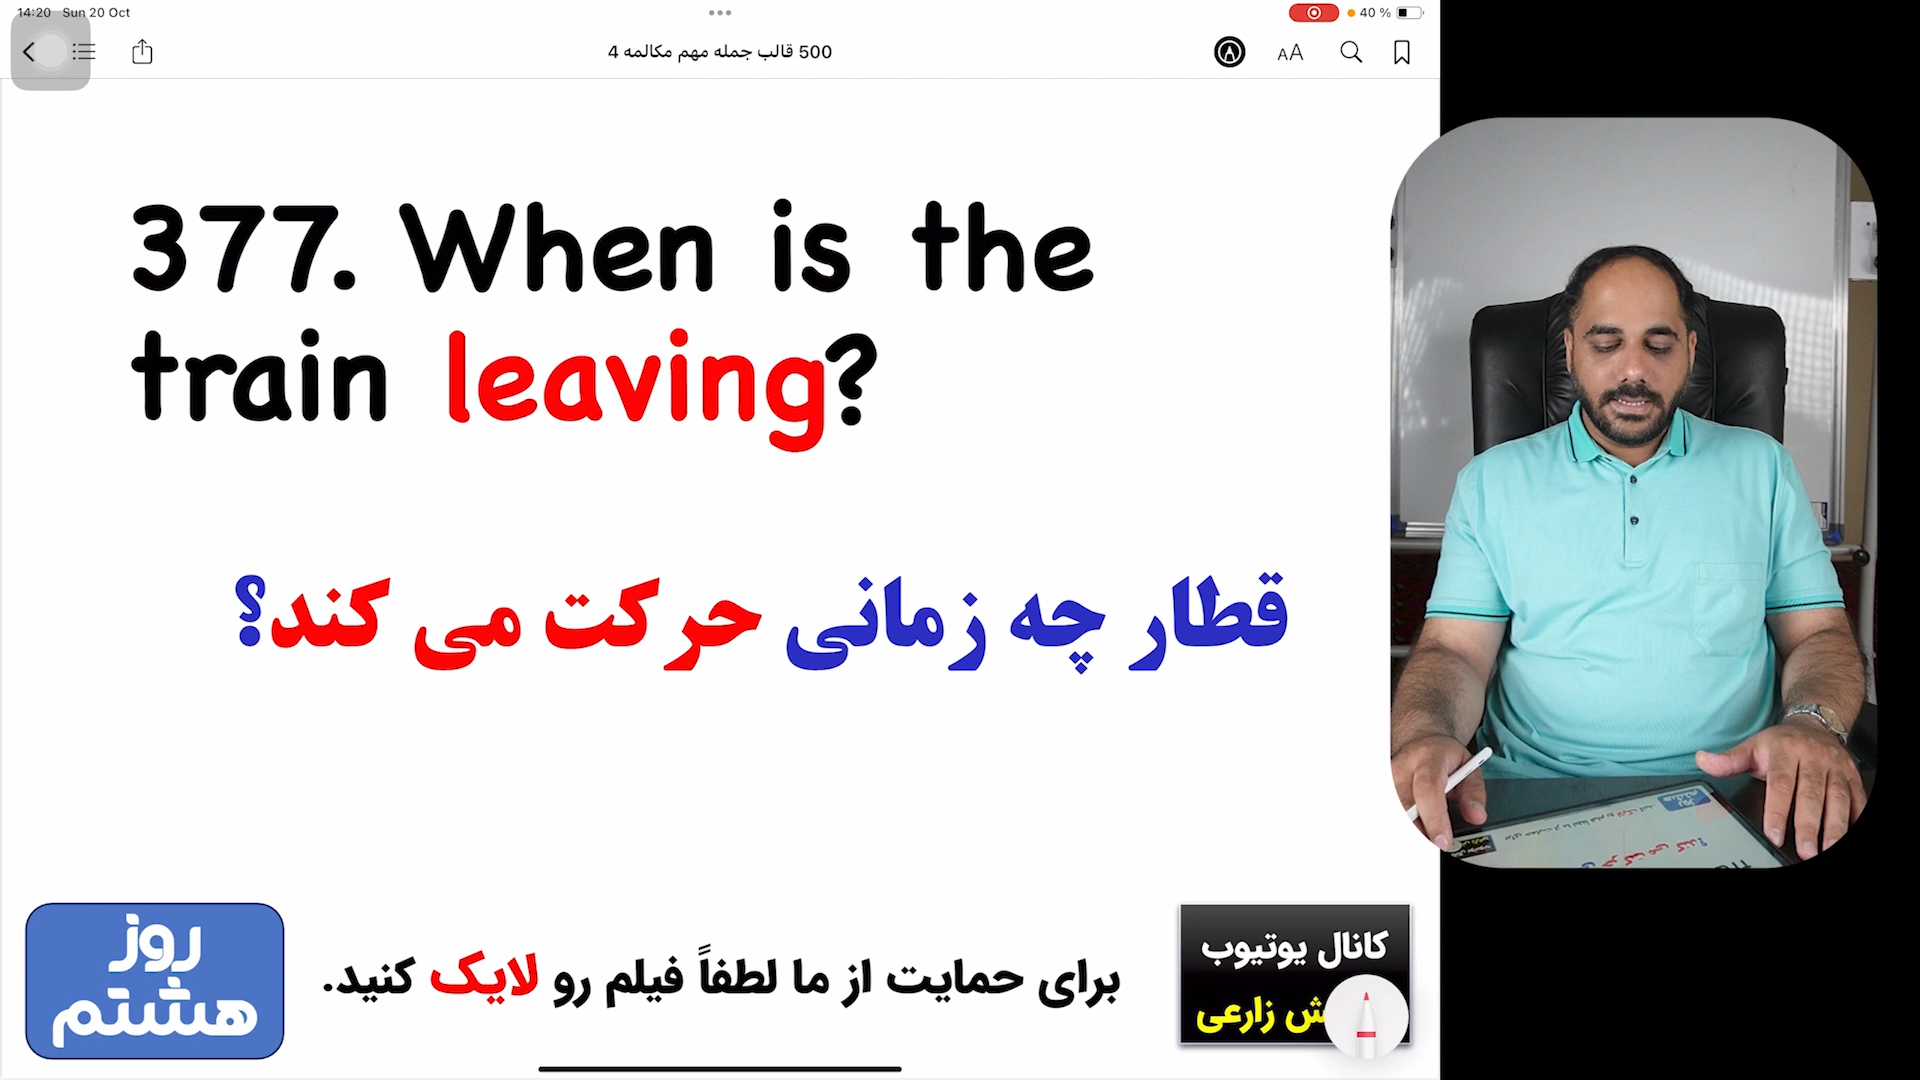 14:20 Sun 20 Oct
40 %
500 قالب جمله مهم مکالمه 4
AA
377. When is the
train leaving?
قطار چه زمانی حرکت می کند؟
روز
هشتم
برای حمایت از ما لطفاً فیلم رو لایک کنید.
کانال یوتیوب
زارعی